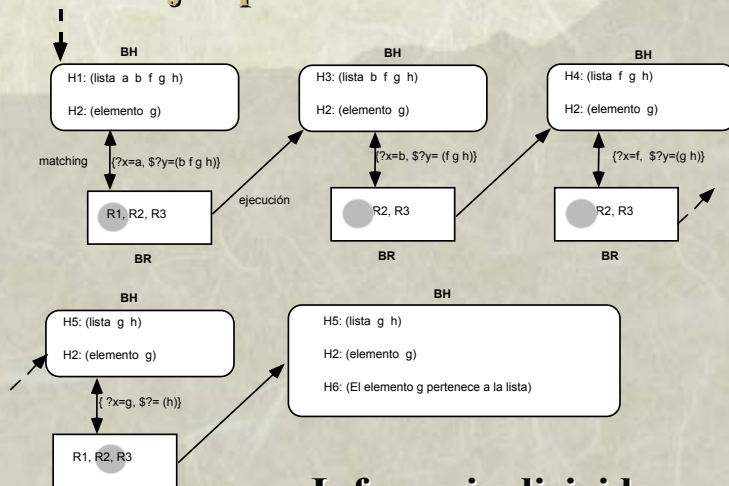 BH
H1: (lista a b f g h)
H2: (elemento g)
matching
{?x=a, $?y=(b f g h)}
R1, R2, R3
BR
ejecución
BH
H3: (lista b f g h)
H2: (elemento g)
{?x=b, $?y= (f g h)}
R2, R3
BR
BH
H4: (lista f g h)
H2: (elemento g)
{?x=f, $?y=(g h)}
R2, R3
BR
BH
H5: (lista g h)
H2: (elemento g)
{ ?x=g, $?= (h)}
R1, R2, R3
BH
H5: (lista g h)
H2: (elemento g)
H6: (El elemento g pertenece a la lista)